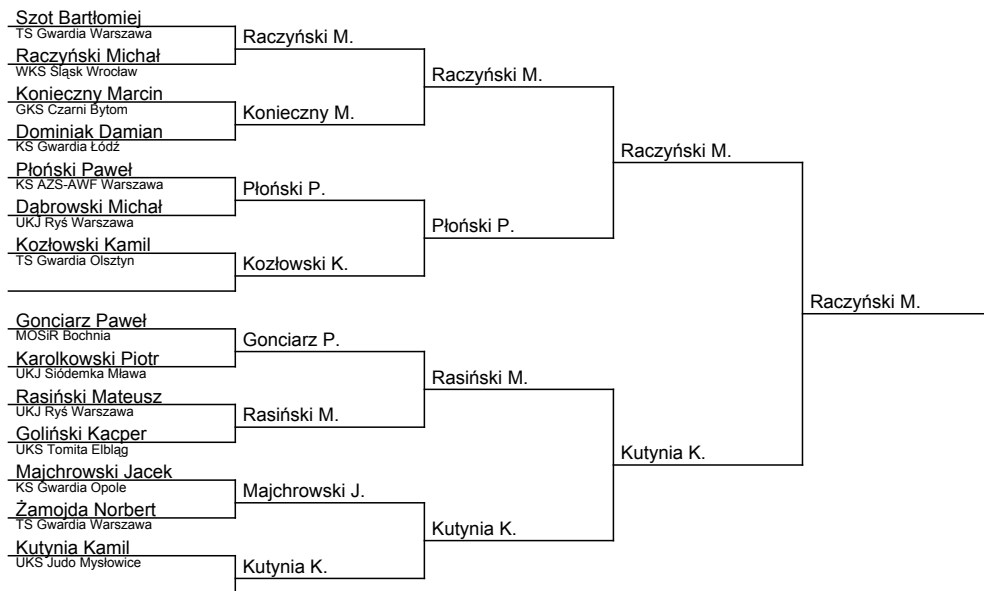 Szot Bartłomiej
TS Gwardia Warszawa
Raczyński Michał
WKS Śląsk Wrocław
Konieczny Marcin
GKS Czarni Bytom
Dominiak Damian
KS Gwardia Łódź
Płoński Paweł
KS AZS-AWF Warszawa
Dąbrowski Michał
UKJ Ryś Warszawa
Kozłowski Kamil
TS Gwardia Olsztyn
Gonciarz Paweł
MOSiR Bochnia
Karolkowski Piotr
UKJ Siódemka Mława
Rasiński Mateusz
UKJ Ryś Warszawa
Goliński Kacper
UKS Tomita Elbląg
Majchrowski Jacek
KS Gwardia Opole
Żamojda Norbert
TS Gwardia Warszawa
Kutynia Kamil
UKS Judo Mysłowice
Raczyński M.
Konieczny M.
Płoński P.
Kozłowski K.
Gonciarz P.
Rasiński M.
Majchrowski J.
Kutynia K.
Raczyński M.
Płoński P.
Rasiński M.
Kutynia K.
Raczyński M.
Kutynia K.
Raczyński M.